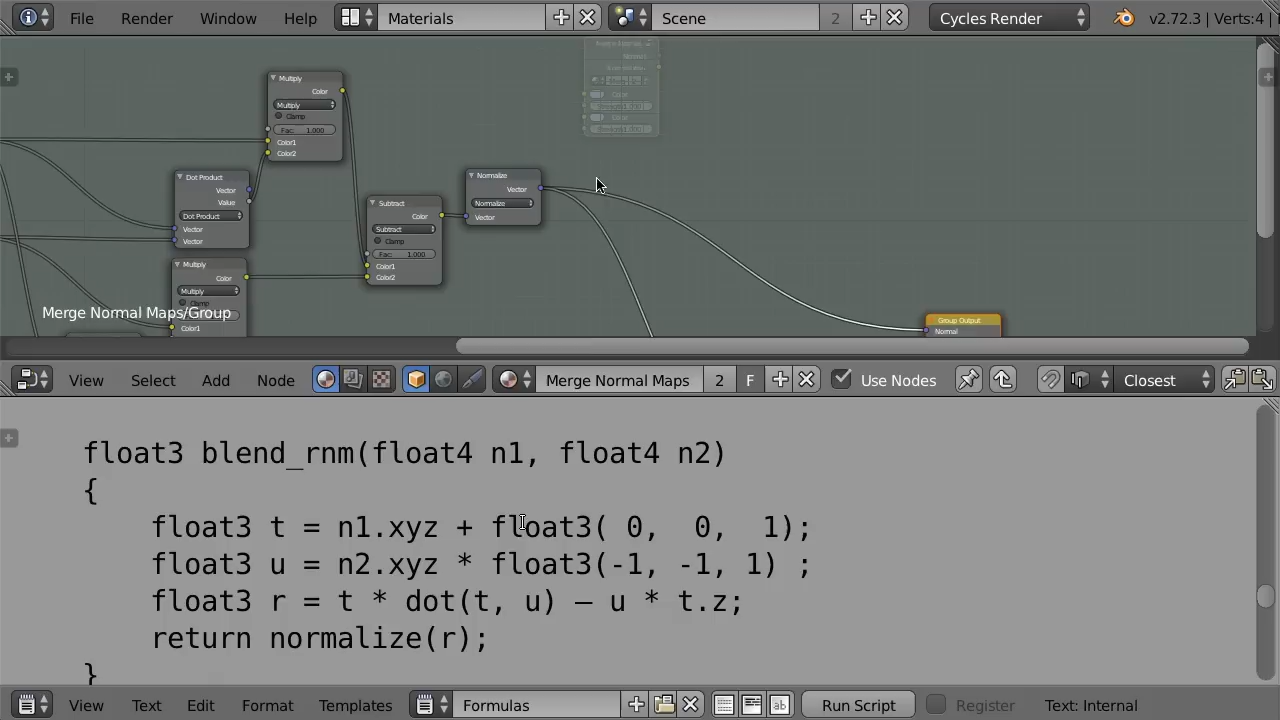 File Render Window Help Materials Scene 2 Cycles Render v2.72.3 | Verts:4 |
Multiply
Color
Multiply
Clamp
Fac: 1.000
Color1
Color2
Dot Product
Vector
Value
Dot Product
Vector
Vector
Normalize
Vector
Normalize
Vector
Subtract
Color
Subtract
Clamp
Fac: 1.000
Color1
Color2
Multiply
Color
Multiply
Clamp
Color1
Color
Color
Merge Normal Maps/Group
Group Output
Normal
View Select Add Node Merge Normal Maps 2 F Use Nodes Closest
float3 blend_rnm(float4 n1, float4 n2)
{
float3 t = n1.xyz + float3( 0, 0, 1);
float3 u = n2.xyz * float3(-1, -1, 1) ;
float3 r = t * dot(t, u) – u * t.z;
return normalize(r);
}
View Text Edit Format Templates Formulas Run Script Register Text: Internal